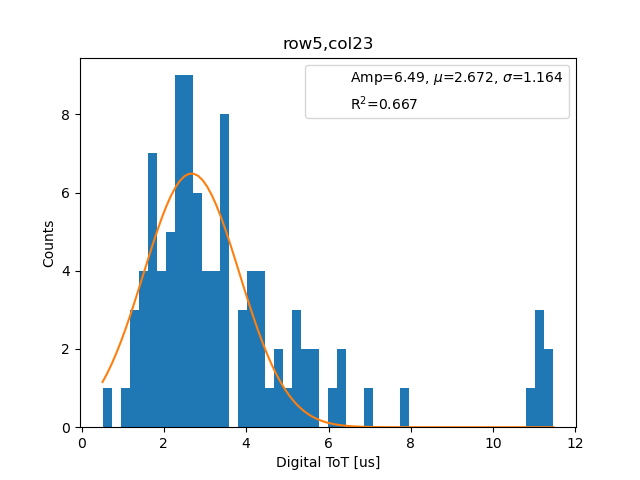 row5,col23
Amp=6.49, μ=2.672, σ=1.164
R²=0.667
Counts
8
6
4
2
0
0 2 4 6 8 10 12
Digital ToT [us]